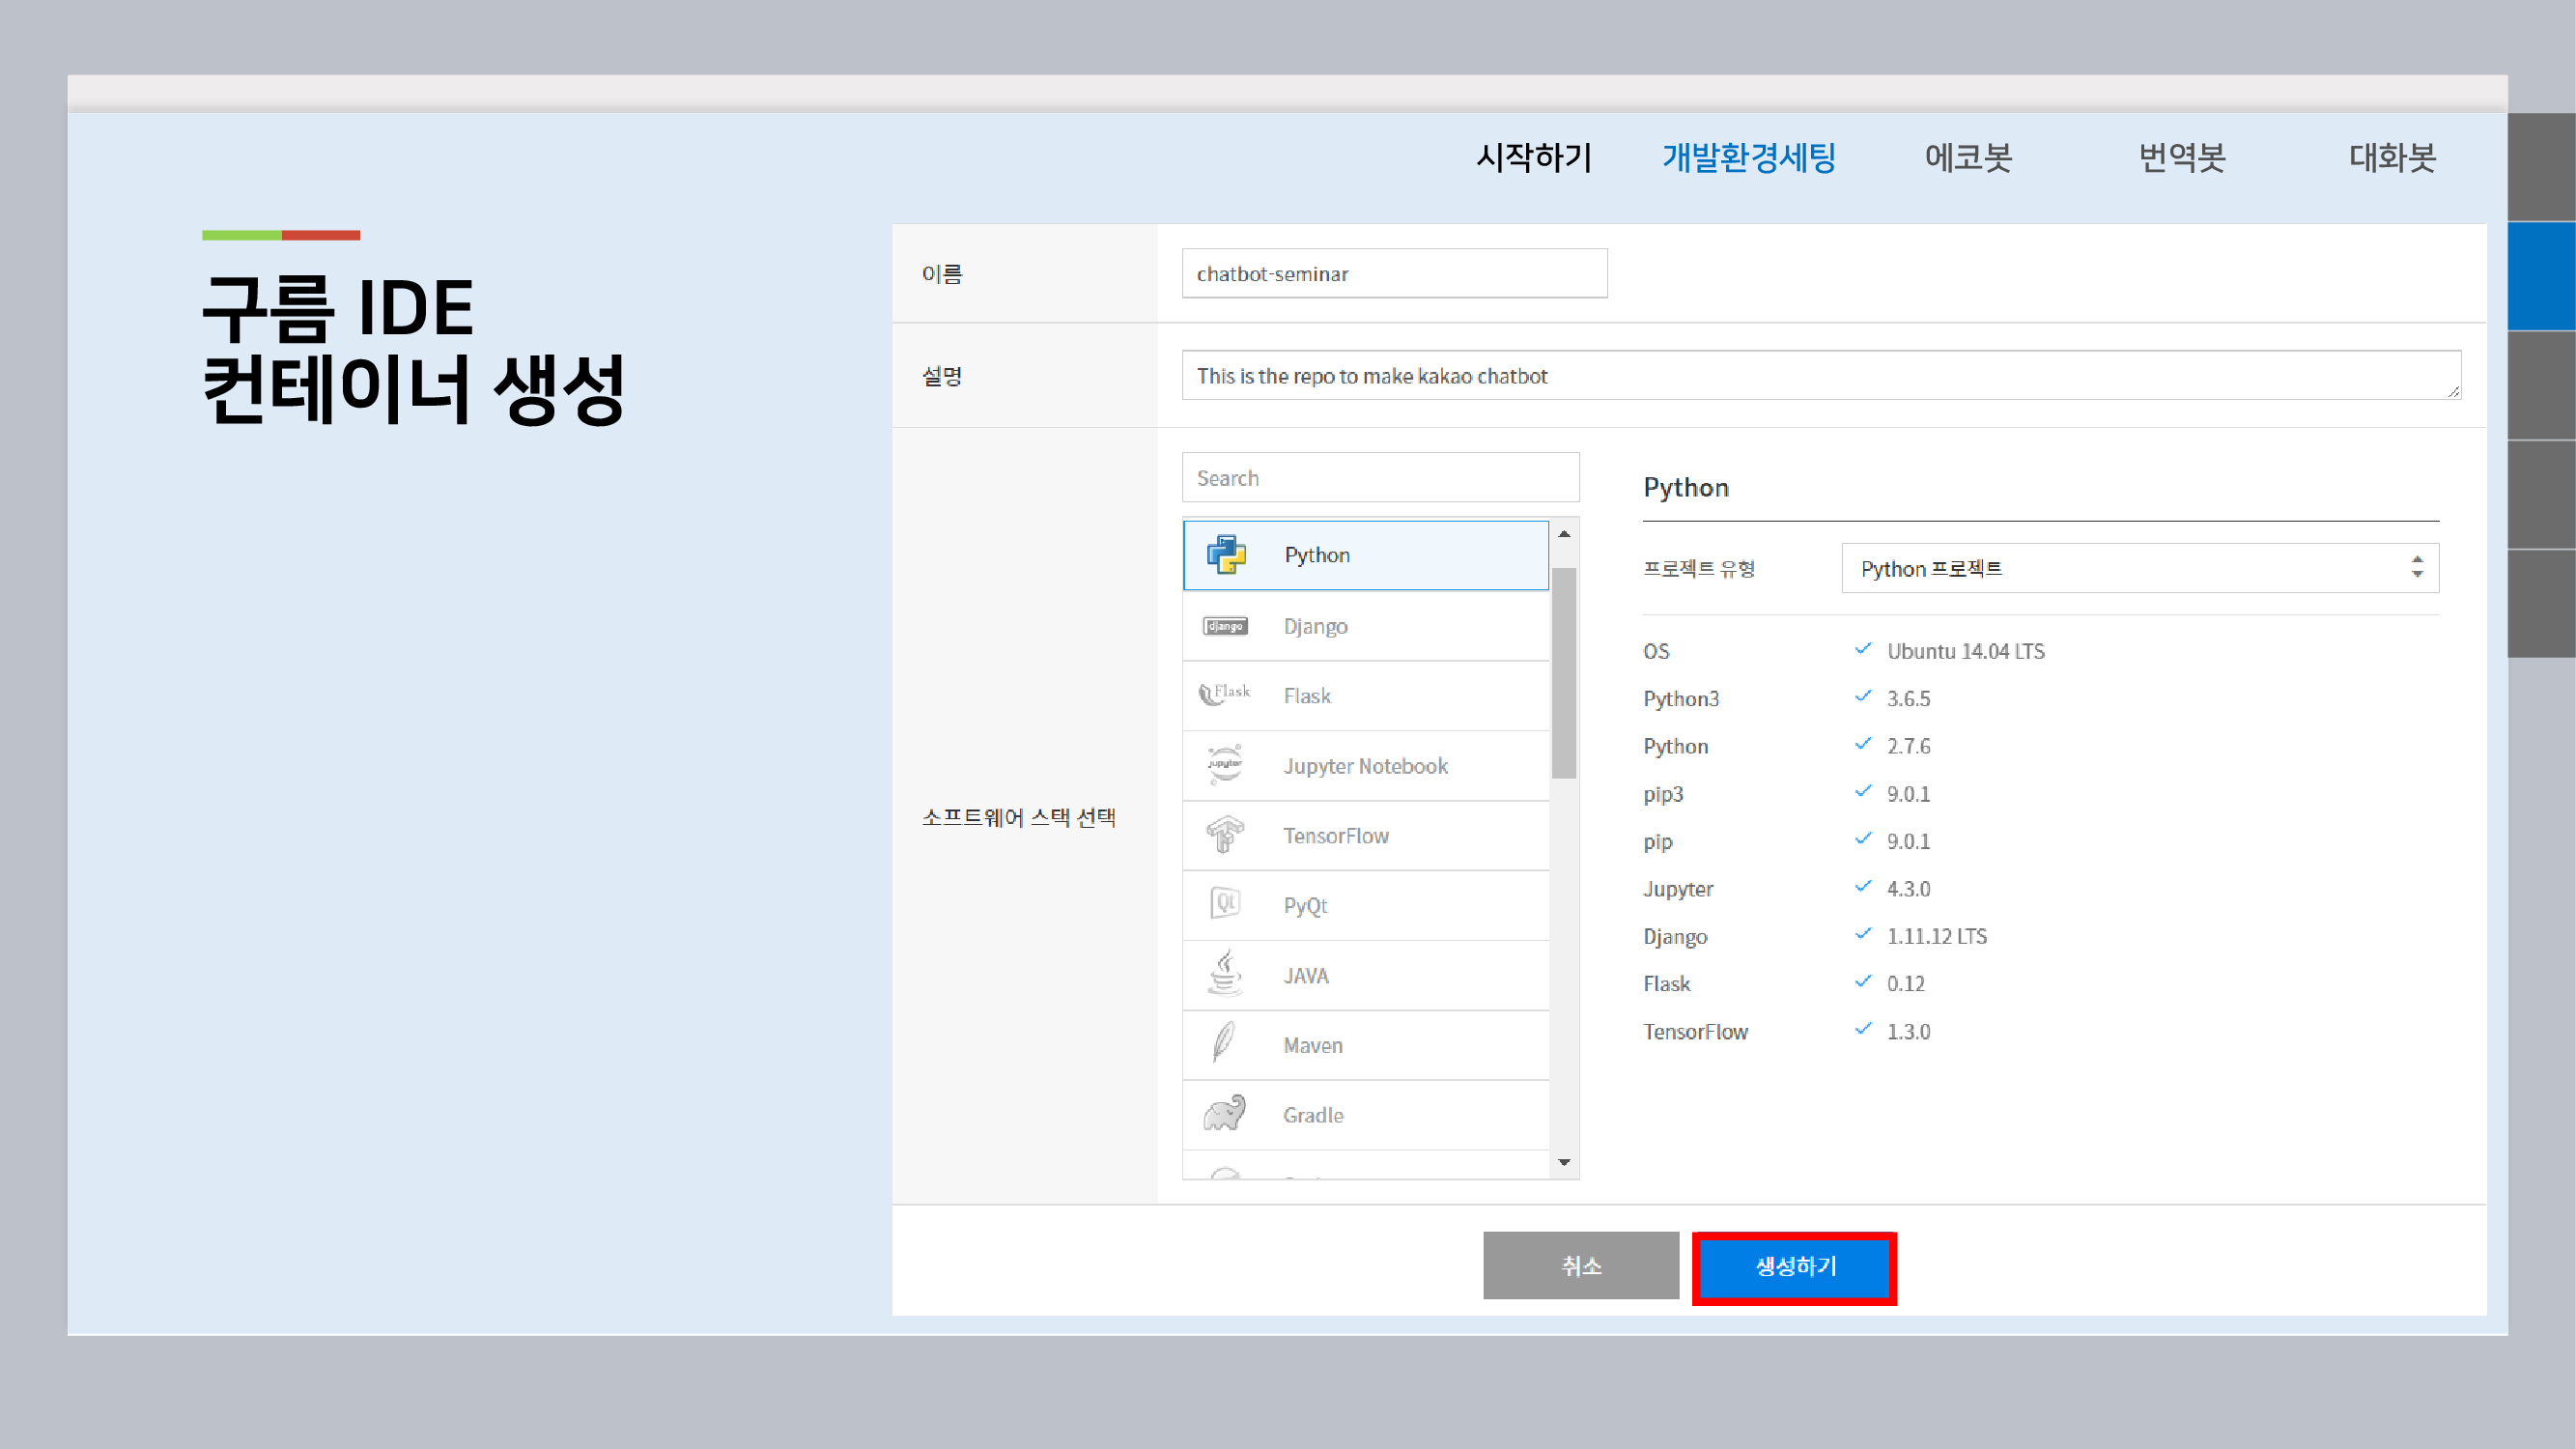 시작하기 개발환경세팅 에코봇 번역봇 대화봇
구름 IDE
컨테이너 생성
이름 chatbot-seminar
설명 This is the repo to make kakao chatbot
소프트웨어 스택 선택
Search
Python
django Django
Flask Flask
jupyter Jupyter Notebook
TensorFlow
Qt PyQt
JAVA
Maven
Gradle
Python
프로젝트 유형 Python 프로젝트
OS Ubuntu 14.04 LTS
Python3 3.6.5
Python 2.7.6
pip3 9.0.1
pip 9.0.1
Jupyter 4.3.0
Django 1.11.12 LTS
Flask 0.12
TensorFlow 1.3.0
취소 생성하기